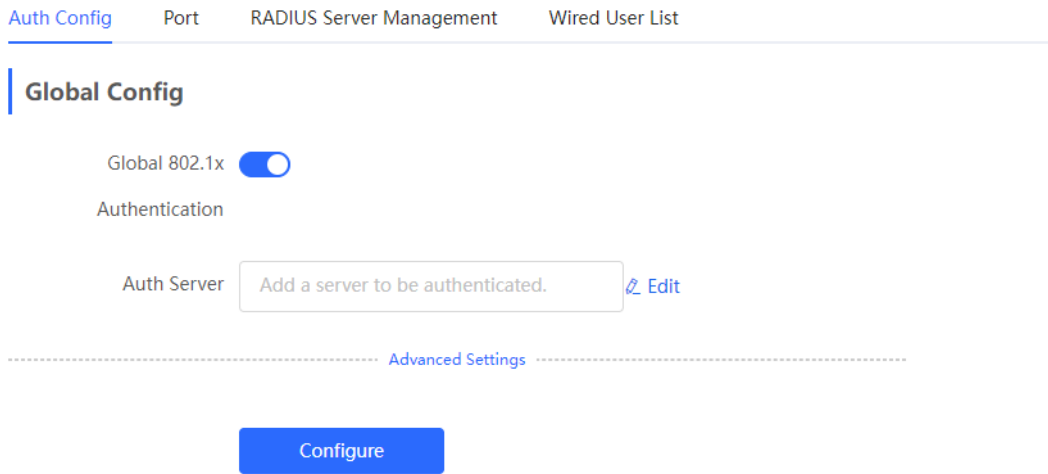 Auth Config Port RADIUS Server Management Wired User List
Global Config
Global 802.1x
Authentication
Auth Server Add a server to be authenticated. Edit
Advanced Settings
Configure